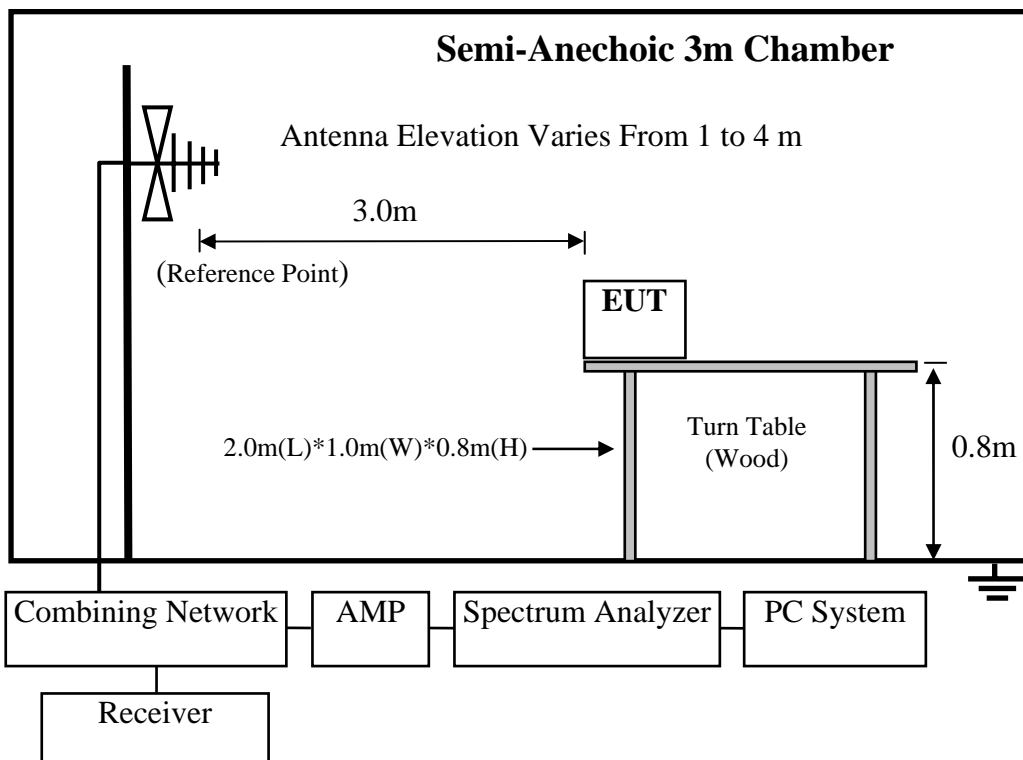 Semi-Anechoic 3m Chamber
Antenna Elevation Varies From 1 to 4 m
3.0m
(Reference Point)
EUT
2.0m(L)*1.0m(W)*0.8m(H)
Turn Table
(Wood)
0.8m
Combining Network
AMP
Spectrum Analyzer
PC System
Receiver